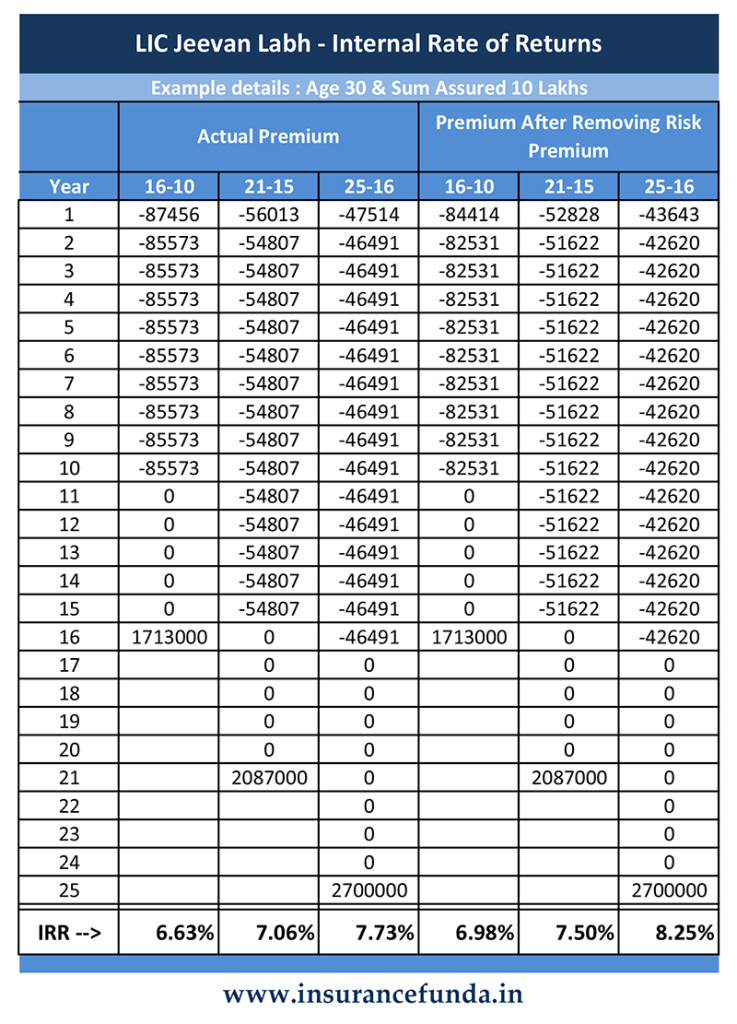 LIC Jeevan Labh - Internal Rate of Returns
Example details : Age 30 & Sum Assured 10 Lakhs
Actual Premium Premium After Removing Risk Premium
Year 16-10 21-15 25-16 16-10 21-15 25-16
1 -87456 -56013 -47514 -84414 -52828 -43643
2 -85573 -54807 -46491 -82531 -51622 -42620
3 -85573 -54807 -46491 -82531 -51622 -42620
4 -85573 -54807 -46491 -82531 -51622 -42620
5 -85573 -54807 -46491 -82531 -51622 -42620
6 -85573 -54807 -46491 -82531 -51622 -42620
7 -85573 -54807 -46491 -82531 -51622 -42620
8 -85573 -54807 -46491 -82531 -51622 -42620
9 -85573 -54807 -46491 -82531 -51622 -42620
10 -85573 -54807 -46491 -82531 -51622 -42620
11 0 -54807 -46491 0 -51622 -42620
12 0 -54807 -46491 0 -51622 -42620
13 0 -54807 -46491 0 -51622 -42620
14 0 -54807 -46491 0 -51622 -42620
15 0 -54807 -46491 0 -51622 -42620
16 1713000 0 -46491 1713000 0 -42620
17 0 0 0 0
18 0 0 0 0
19 0 0 0 0
20 0 0 0 0
21 2087000 0 2087000 0
22 0 0
23 0 0
24 0 0
25 2700000 2700000
IRR --> 6.63% 7.06% 7.73% 6.98% 7.50% 8.25%
www.insurancefunda.in